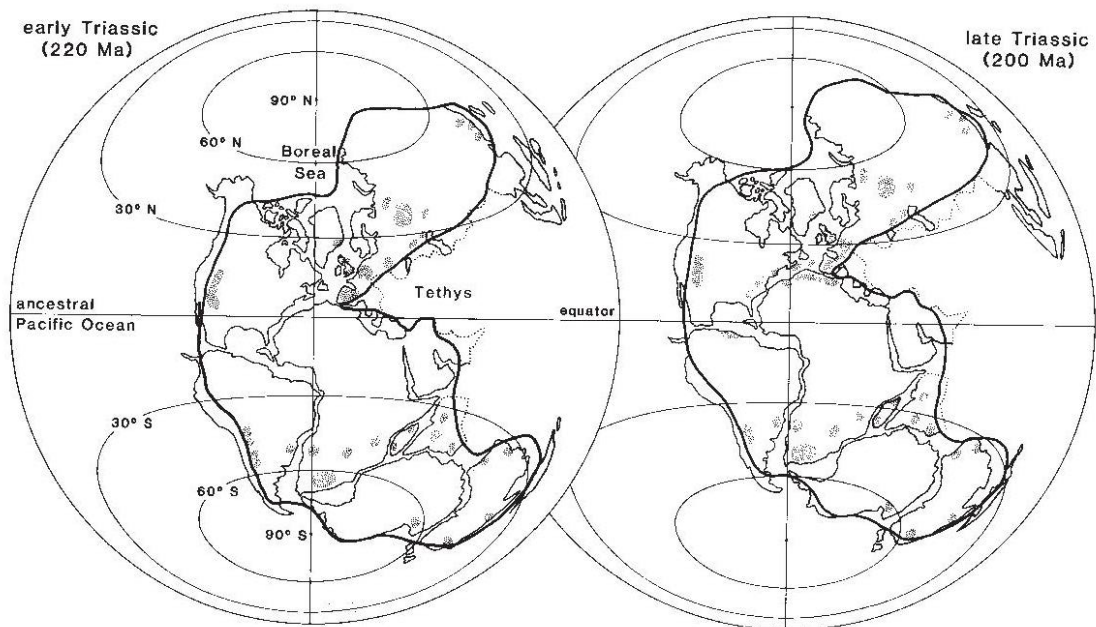 early Triassic
(220 Ma)
late Triassic
(200 Ma)
90° N
60° N
Boreal
Sea
30° N
ancestral
Pacific Ocean
Tethys
equator
30° S
60° S
90° S